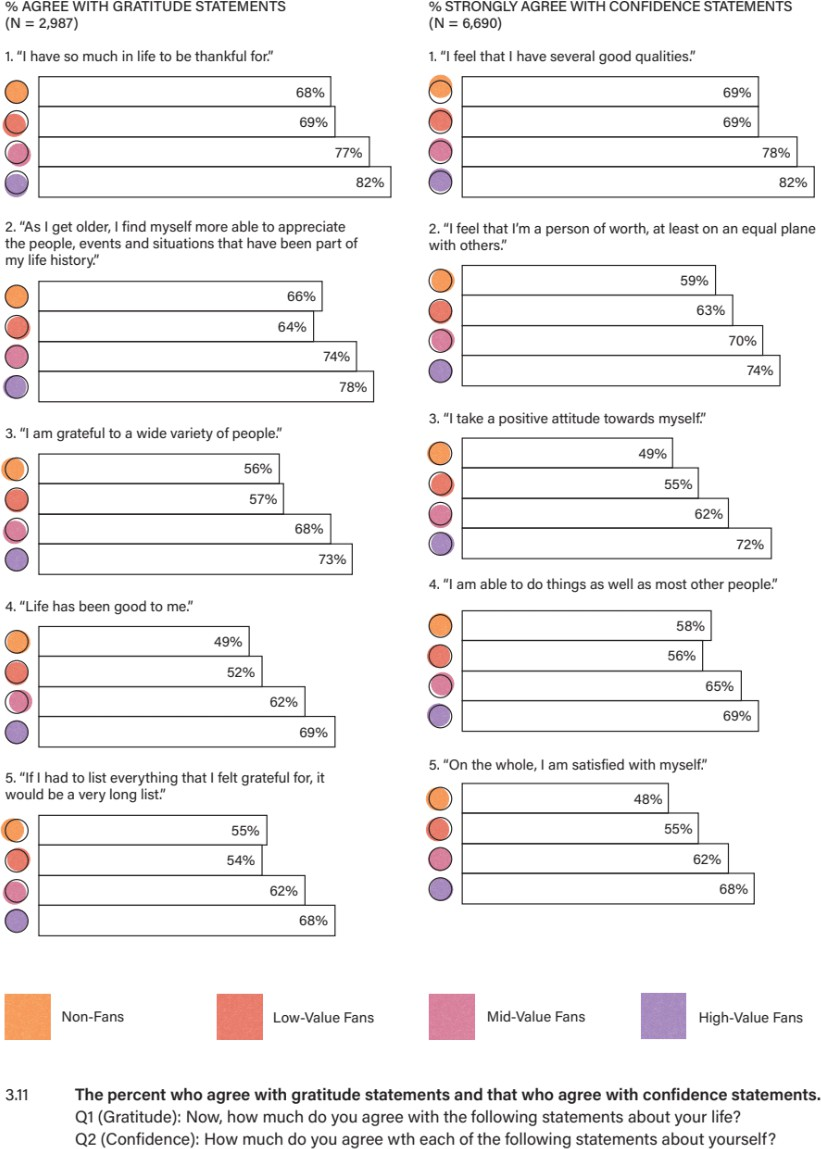 % AGREE WITH GRATITUDE STATEMENTS
(N = 2,987)
1. “I have so much in life to be thankful for.”
68%
69%
77%
82%
2. “As I get older, I find myself more able to appreciate
the people, events and situations that have been part of
my life history.”
66%
64%
74%
78%
3. “I am grateful to a wide variety of people.”
56%
57%
68%
73%
4. “Life has been good to me.”
49%
52%
62%
69%
5. “If I had to list everything that I felt grateful for, it
would be a very long list.”
55%
54%
62%
68%
% STRONGLY AGREE WITH CONFIDENCE STATEMENTS
(N = 6,690)
1. “I feel that I have several good qualities.”
69%
69%
78%
82%
2. “I feel that I’m a person of worth, at least on an equal plane
with others.”
59%
63%
70%
74%
3. “I take a positive attitude towards myself.”
49%
55%
62%
72%
4. “I am able to do things as well as most other people.”
58%
56%
65%
69%
5. “On the whole, I am satisfied with myself.”
48%
55%
62%
68%
Non-Fans
Low-Value Fans
Mid-Value Fans
High-Value Fans
3.11 The percent who agree with gratitude statements and that who agree with confidence statements.
Q1 (Gratitude): Now, how much do you agree with the following statements about your life?
Q2 (Confidence): How much do you agree wth each of the following statements about yourself?